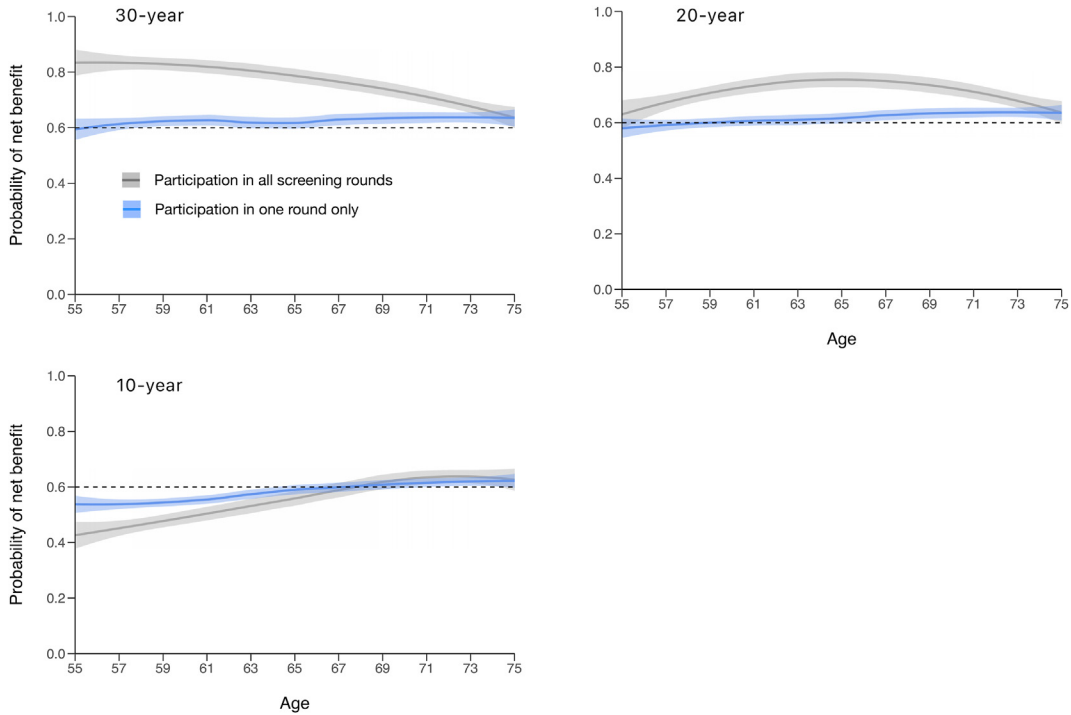 30-year
Probability of net benefit
1.0
0.8
0.6
0.4
0.2
0.0
Participation in all screening rounds
Participation in one round only
55 57 59 61 63 65 67 69 71 73 75
20-year
1.0
0.8
0.6
0.4
0.2
0.0
55 57 59 61 63 65 67 69 71 73 75
Age
10-year
Probability of net benefit
1.0
0.8
0.6
0.4
0.2
0.0
55 57 59 61 63 65 67 69 71 73 75
Age